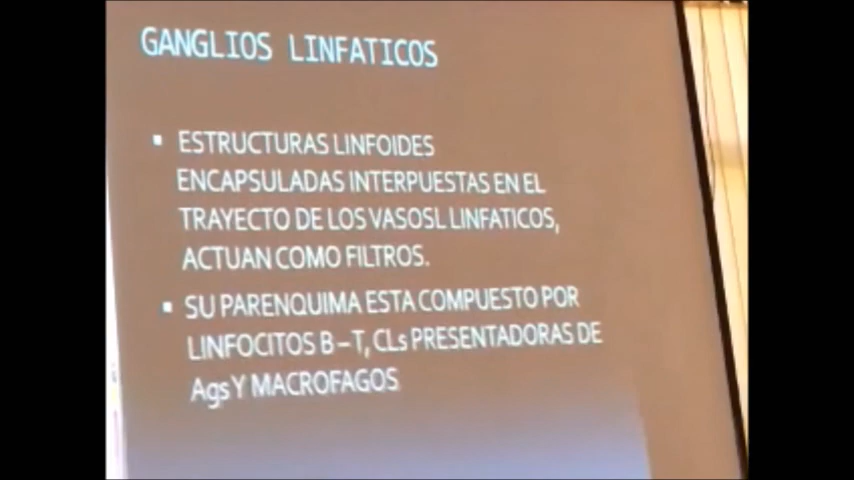 GANGLIOS LINFATICOS
▪ ESTRUCTURAS LINFOIDES
ENCAPSULADAS INTERPUESTAS EN EL
TRAYECTO DE LOS VASOSL LINFATICOS,
ACTUAN COMO FILTROS.
▪ SU PARENQUIMA ESTA COMPUESTO POR
LINFOCITOS B – T, CLs PRESENTADORAS DE
Ags Y MACROFAGOS